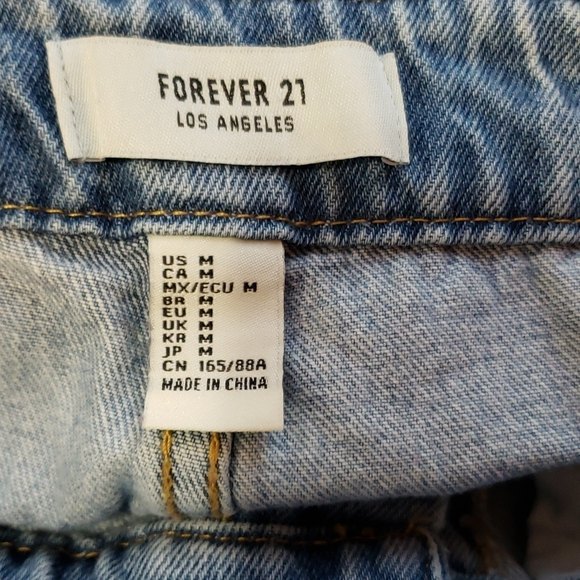 FOREVER 21
LOS ANGELES
US M
CA M
MX/ECU M
BR M
EU M
UK M
KR M
JP M
CN 165/88A
MADE IN CHINA